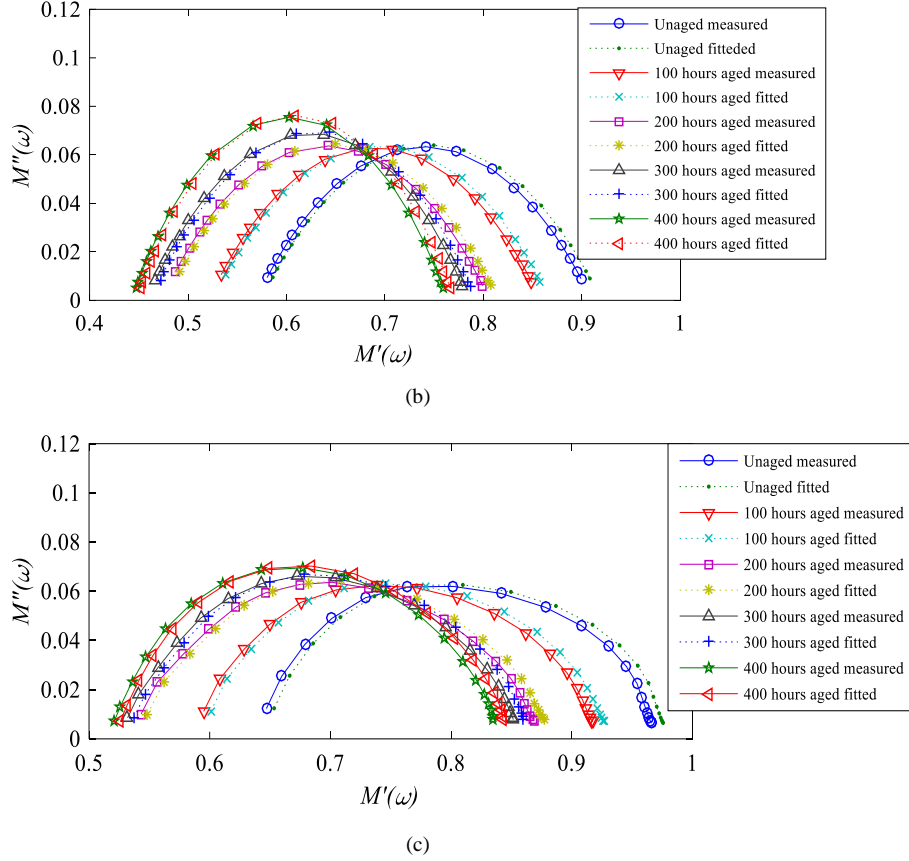 0.12
0.1
0.08
0.06
0.04
0.02
0
M''(ω)
0.4 0.5 0.6 0.7 0.8 0.9 1
M'(ω)
Unaged measured
Unaged fitteded
100 hours aged measured
100 hours aged fitted
200 hours aged measured
200 hours aged fitted
300 hours aged measured
300 hours aged fitted
400 hours aged measured
400 hours aged fitted
(b)
0.12
0.1
0.08
0.06
0.04
0.02
0
M''(ω)
0.5 0.6 0.7 0.8 0.9 1
M'(ω)
Unaged measured
Unaged fitted
100 hours aged measured
100 hours aged fitted
200 hours aged measured
200 hours aged fitted
300 hours aged measured
300 hours aged fitted
400 hours aged measured
400 hours aged fitted
(c)